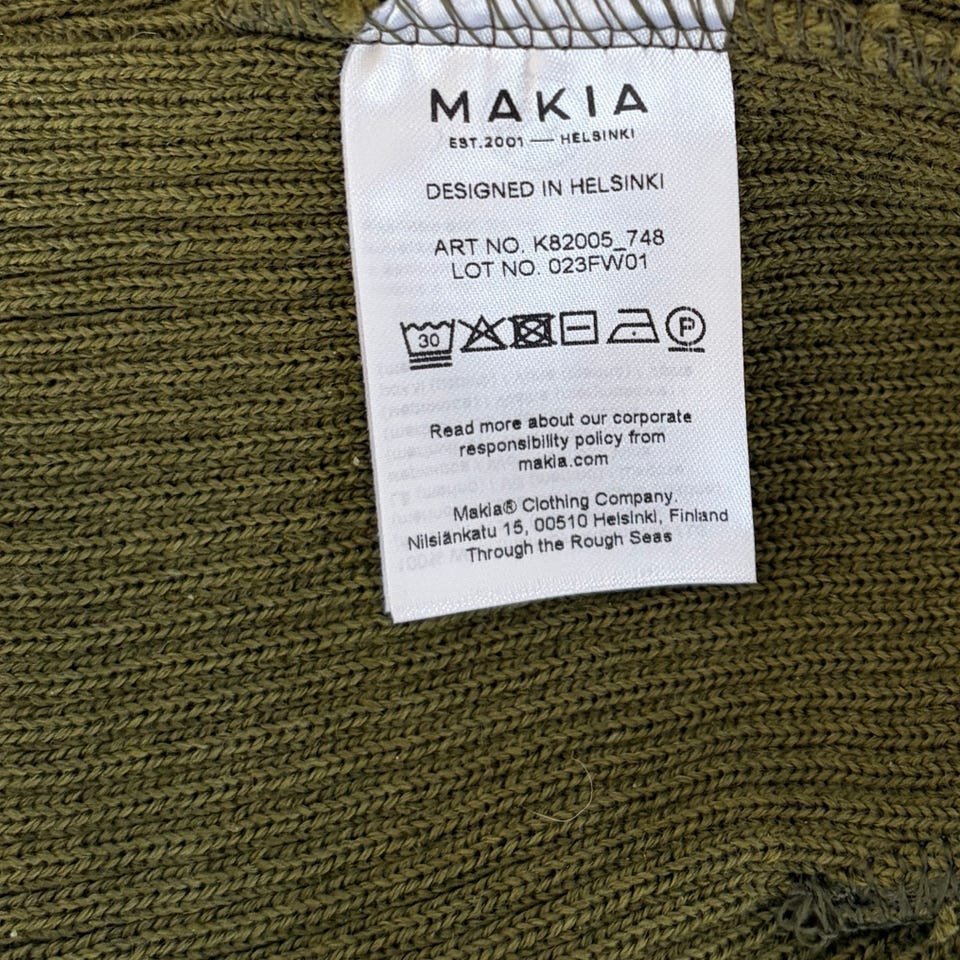 MAKIA
EST.2001 — HELSINKI
DESIGNED IN HELSINKI
ART NO. K82005_748
LOT NO. 023FW01
30 P
Read more about our corporate
responsibility policy from
makia.com
Makia® Clothing Company.
Nilsiänkatu 15, 00510 Helsinki, Finland
Through the Rough Seas